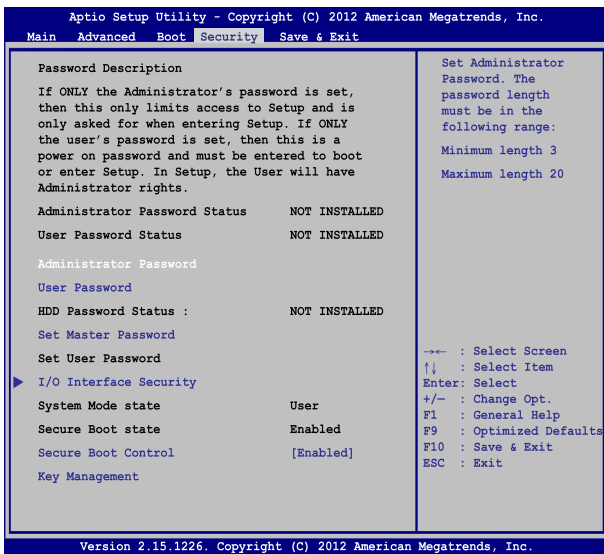 Aptio Setup Utility - Copyright (C) 2012 American Megatrends, Inc.
Main Advanced Boot Security Save & Exit
Password Description
If ONLY the Administrator's password is set,
then this only limits access to Setup and is
only asked for when entering Setup. If ONLY
the user's password is set, then this is a
power on password and must be entered to boot
or enter Setup. In Setup, the User will have
Administrator rights.
Administrator Password Status NOT INSTALLED
User Password Status NOT INSTALLED
Administrator Password
User Password
HDD Password Status : NOT INSTALLED
Set Master Password
Set User Password
I/O Interface Security
System Mode state User
Secure Boot state Enabled
Secure Boot Control [Enabled]
Key Management
Set Administrator
Password. The
password length
must be in the
following range:
Minimum length 3
Maximum length 20
→← : Select Screen
↑↓ : Select Item
Enter: Select
+/— : Change Opt.
F1 : General Help
F9 : Optimized Defaults
F10 : Save & Exit
ESC : Exit
Version 2.15.1226. Copyright (C) 2012 American Megatrends, Inc.